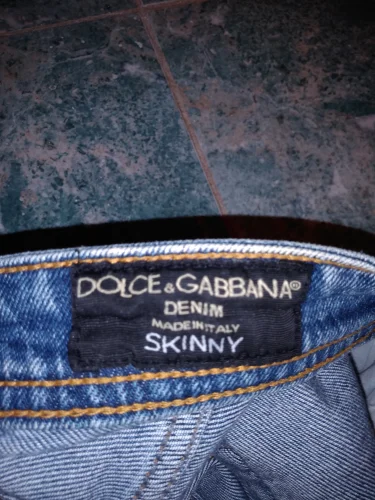 DOLCE & GABBANA®
DENIM
MADE IN ITALY
SKINNY